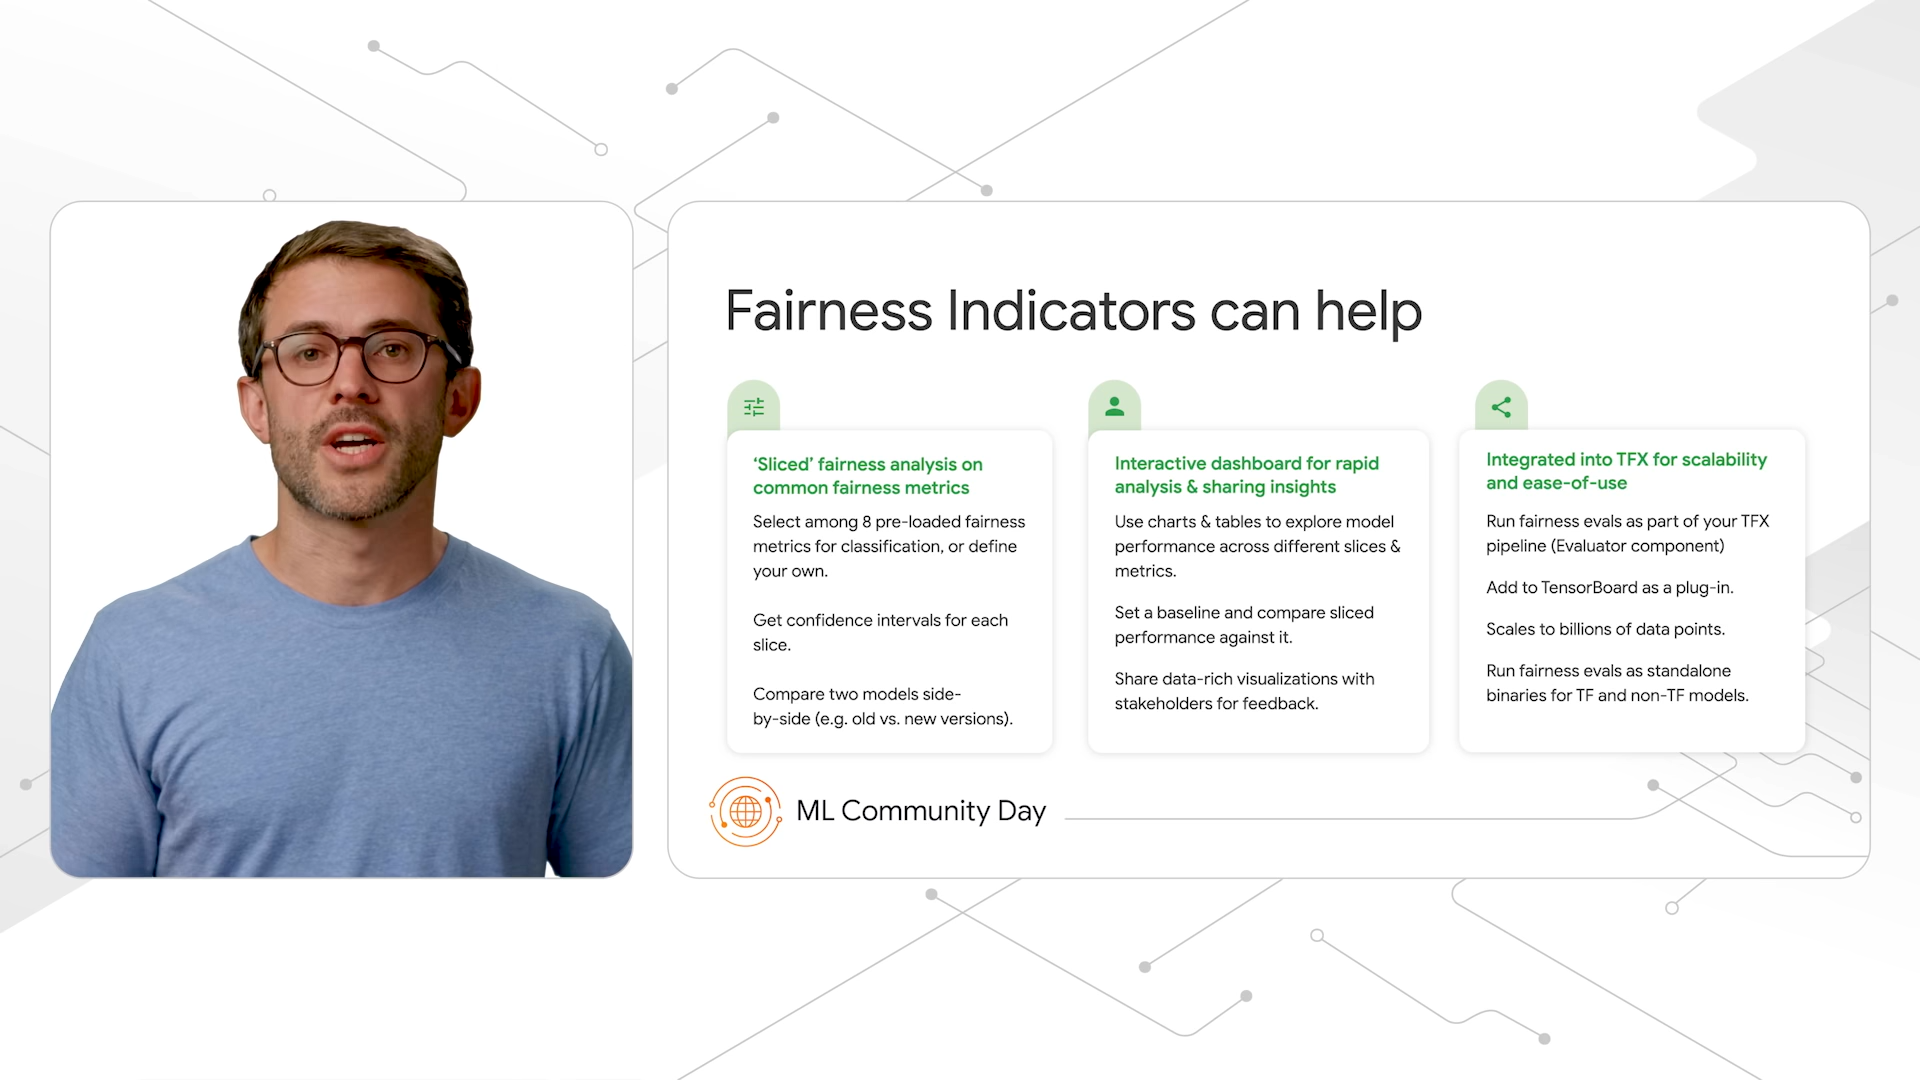 Fairness Indicators can help
‘Sliced’ fairness analysis on
common fairness metrics
Select among 8 pre-loaded fairness
metrics for classification, or define
your own.
Get confidence intervals for each
slice.
Compare two models side-
by-side (e.g. old vs. new versions).
Interactive dashboard for rapid
analysis & sharing insights
Use charts & tables to explore model
performance across different slices &
metrics.
Set a baseline and compare sliced
performance against it.
Share data-rich visualizations with
stakeholders for feedback.
Integrated into TFX for scalability
and ease-of-use
Run fairness evals as part of your TFX
pipeline (Evaluator component)
Add to TensorBoard as a plug-in.
Scales to billions of data points.
Run fairness evals as standalone
binaries for TF and non-TF models.
ML Community Day